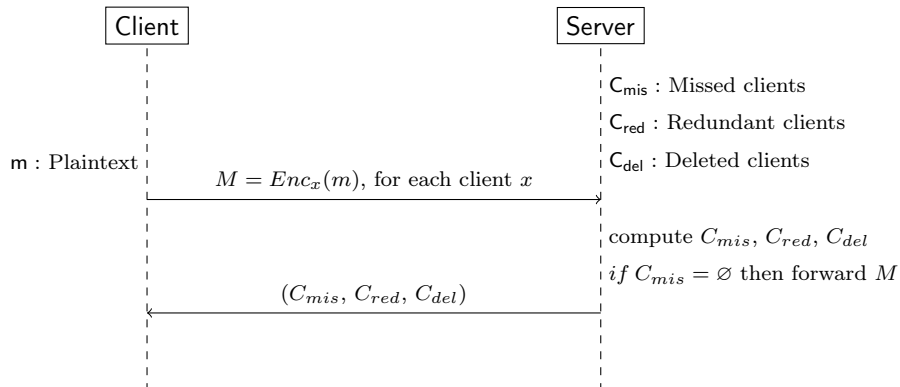 Client
Server
C_mis : Missed clients
C_red : Redundant clients
C_del : Deleted clients
m : Plaintext
M = Enc_x(m), for each client x
compute C_mis, C_red, C_del
if C_mis = ∅ then forward M
(C_mis, C_red, C_del)